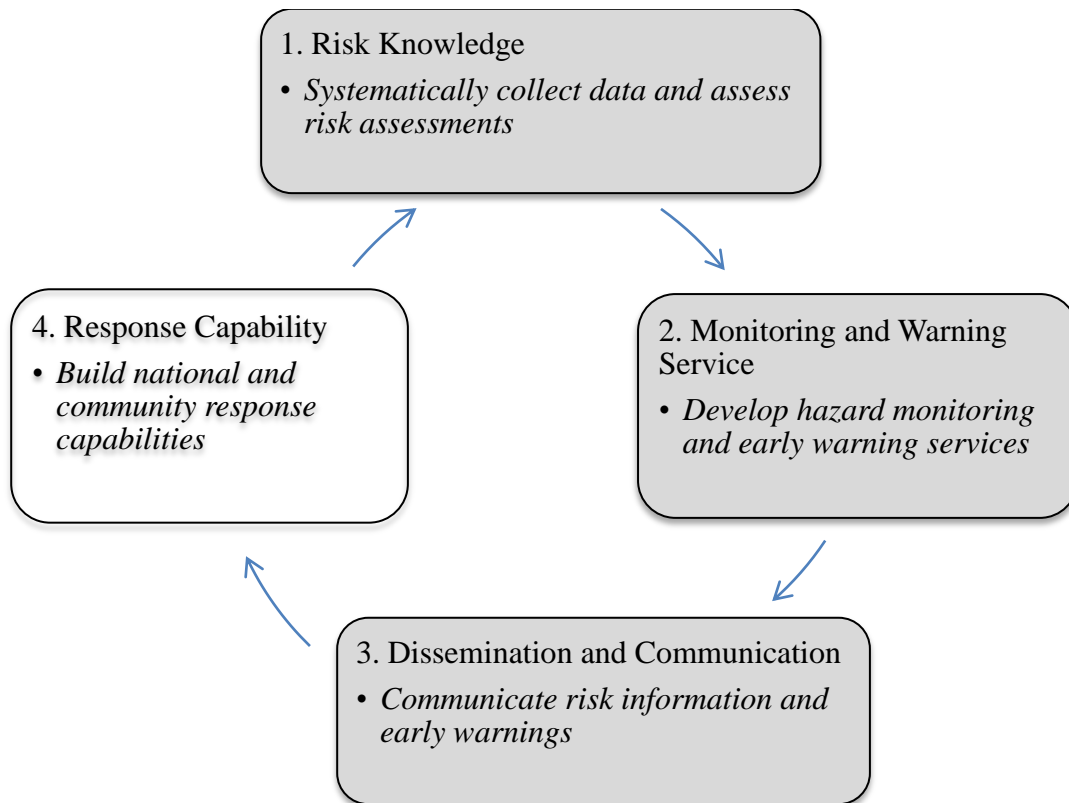 1. Risk Knowledge
• Systematically collect data and assess
risk assessments
2. Monitoring and Warning
Service
• Develop hazard monitoring
and early warning services
3. Dissemination and Communication
• Communicate risk information and
early warnings
4. Response Capability
• Build national and
community response
capabilities